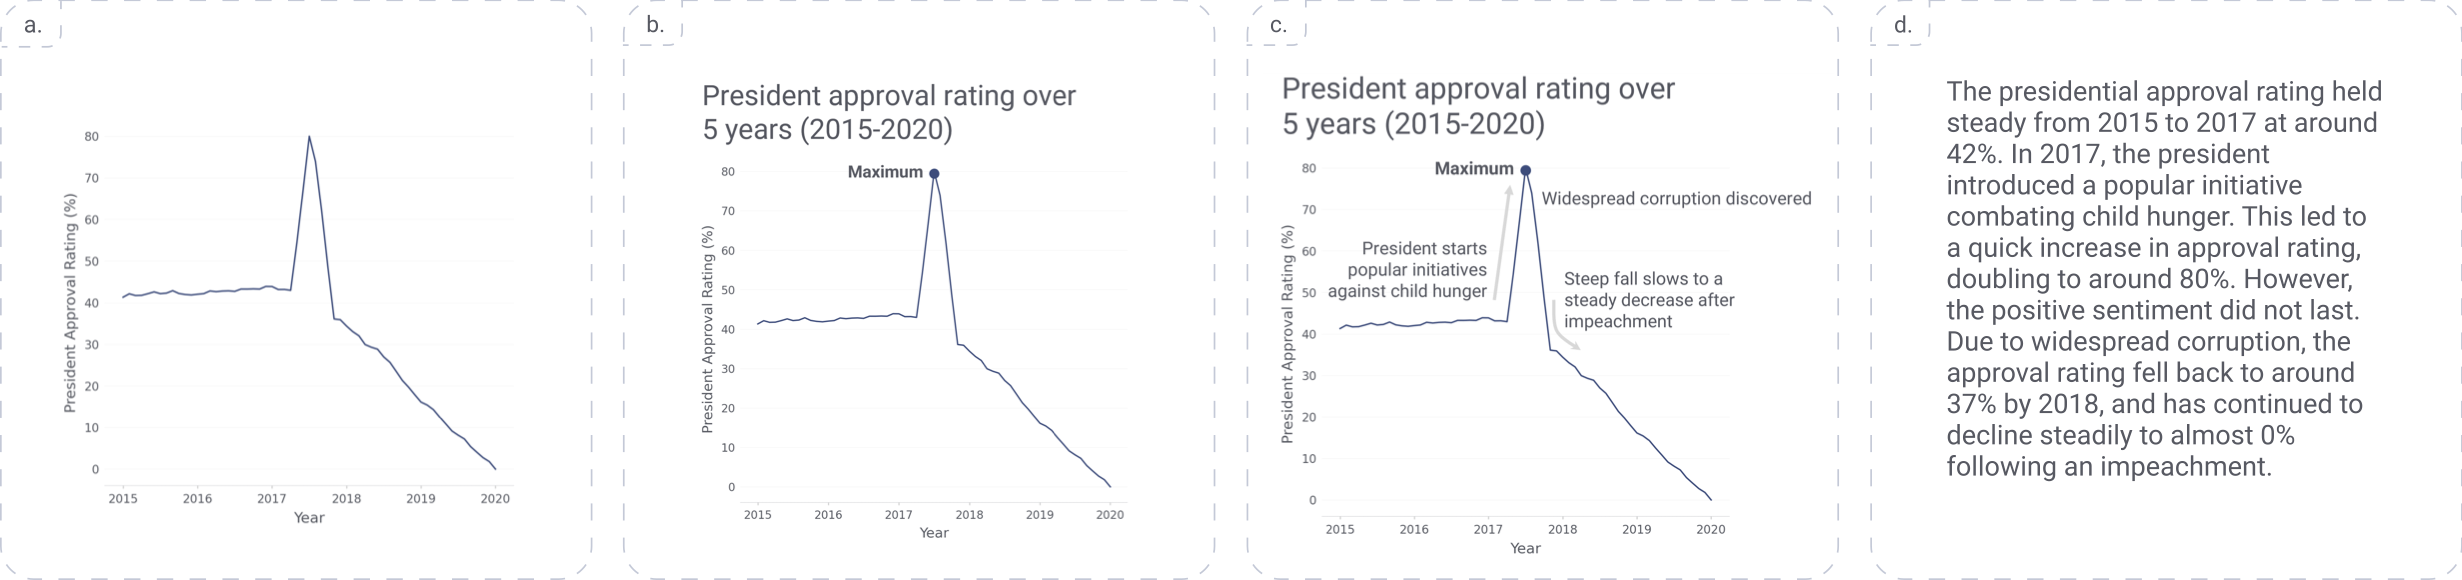 a.
80
70
60
50
40
30
20
10
0
President Approval Rating (%)
2015 2016 2017 2018 2019 2020
Year
b.
President approval rating over
5 years (2015-2020)
Maximum
80
70
60
50
40
30
20
10
0
President Approval Rating (%)
2015 2016 2017 2018 2019 2020
Year
c.
President approval rating over
5 years (2015-2020)
Maximum
Widespread corruption discovered
President starts
popular initiatives
against child hunger
Steep fall slows to a
steady decrease after
impeachment
80
70
60
50
40
30
20
10
0
President Approval Rating (%)
2015 2016 2017 2018 2019 2020
Year
d.
The presidential approval rating held
steady from 2015 to 2017 at around
42%. In 2017, the president
introduced a popular initiative
combating child hunger. This led to
a quick increase in approval rating,
doubling to around 80%. However,
the positive sentiment did not last.
Due to widespread corruption, the
approval rating fell back to around
37% by 2018, and has continued to
decline steadily to almost 0%
following an impeachment.